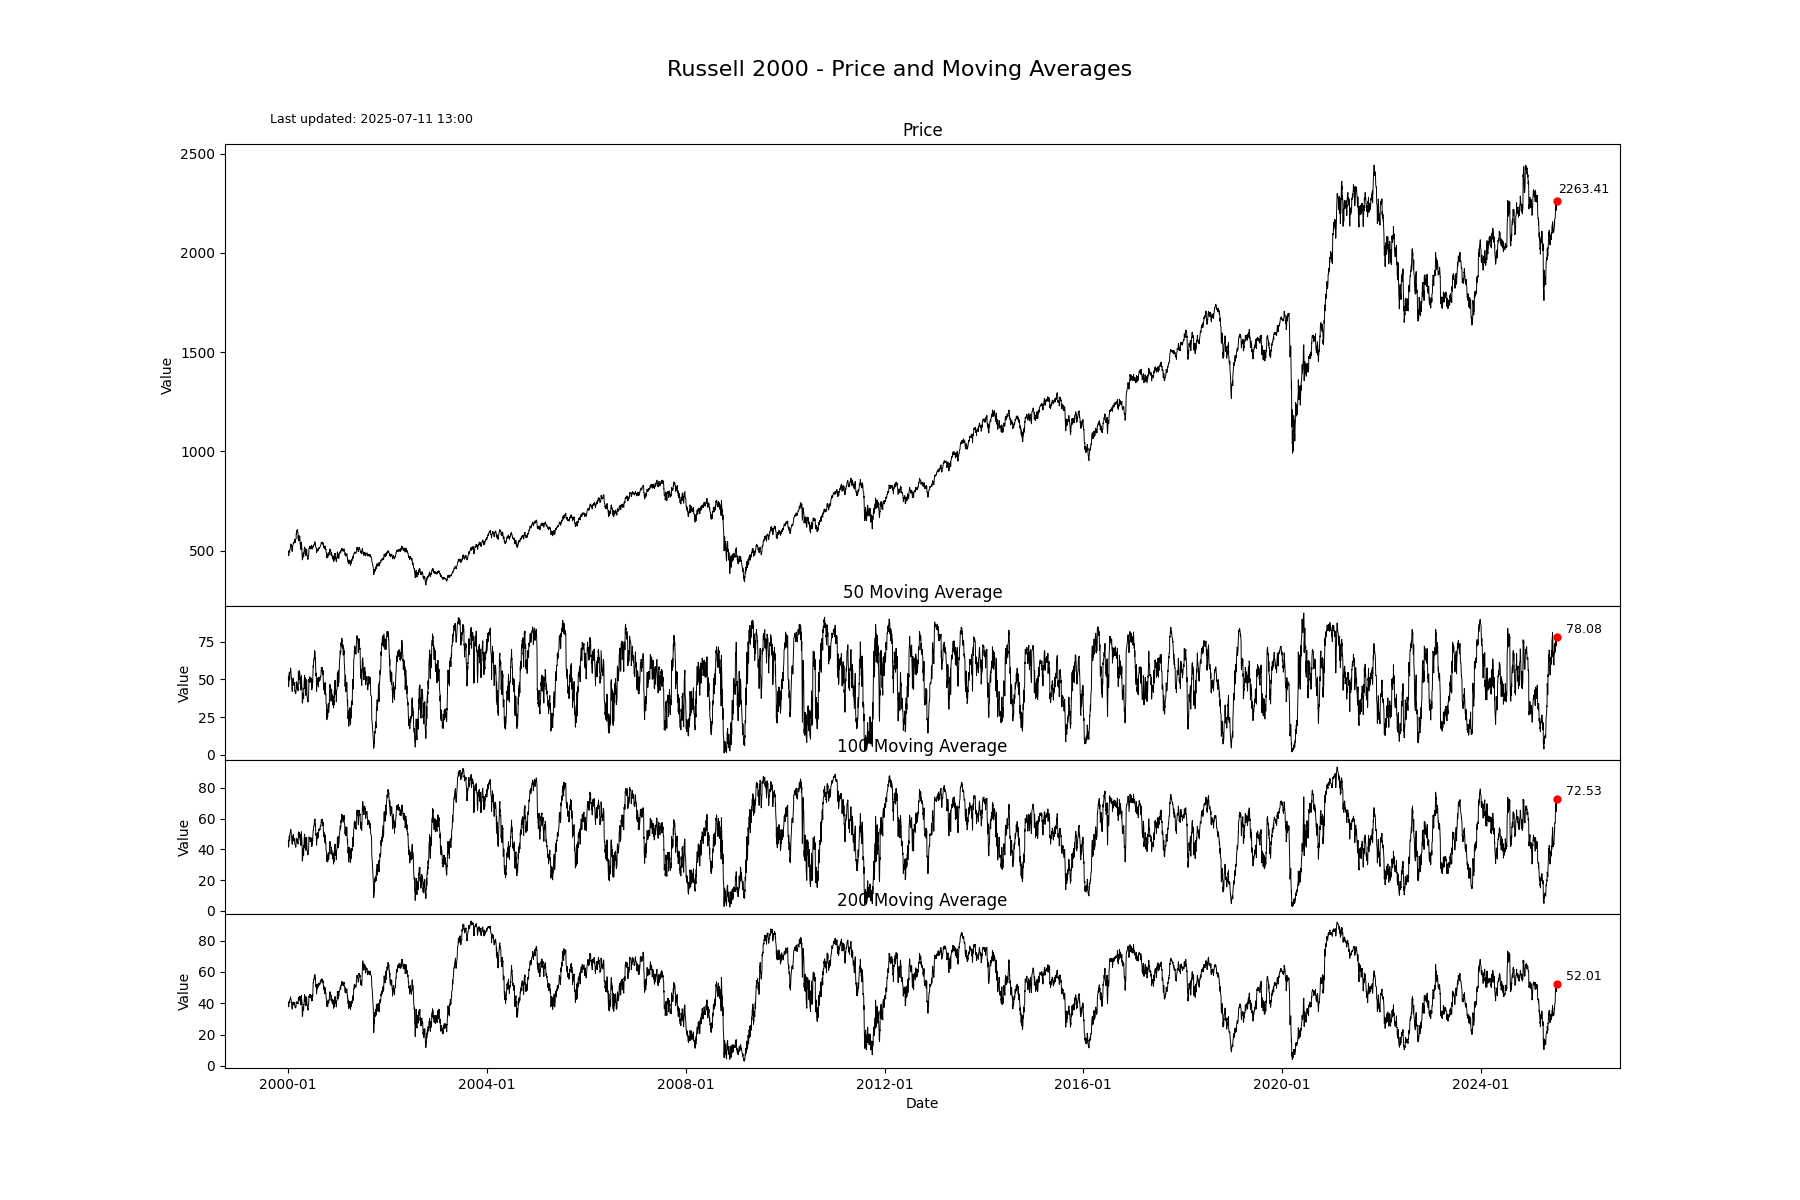 Russell 2000 - Price and Moving Averages
Last updated: 2025-07-11 13:00
Price
2500
2000
1500
1000
500
Value
2263.41
50 Moving Average
75
50
25
0
Value
78.08
100 Moving Average
80
60
40
20
0
Value
72.53
200 Moving Average
80
60
40
20
0
Value
52.01
2000-01 2004-01 2008-01 2012-01 2016-01 2020-01 2024-01
Date